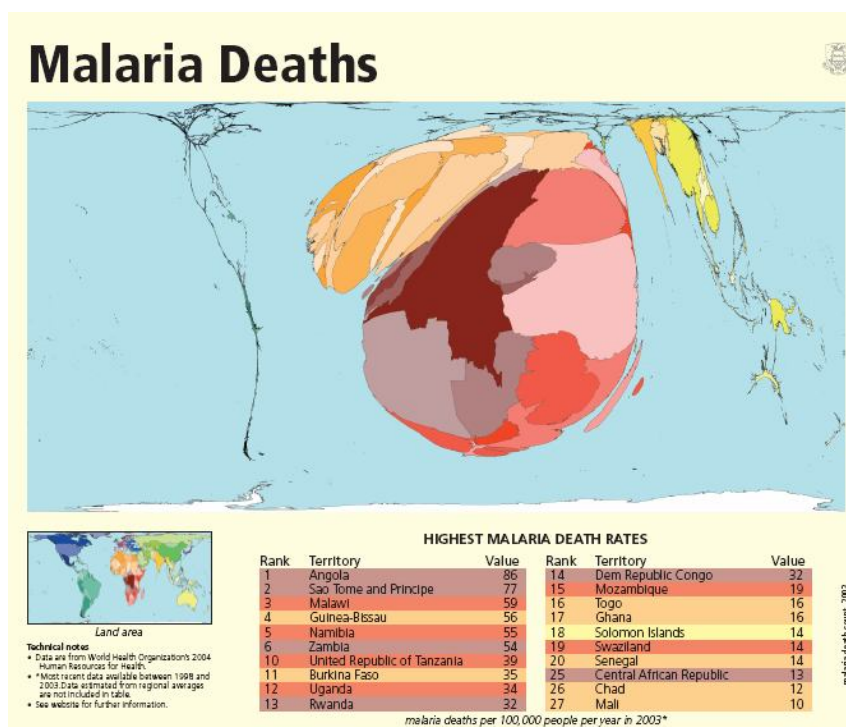 Malaria Deaths
HIGHEST MALARIA DEATH RATES
Rank Territory Value Rank Territory Value
1 Angola 86 14 Dem Republic Congo 32
2 Sao Tome and Principe 77 15 Mozambique 19
3 Malawi 59 16 Togo 16
4 Guinea-Bissau 56 17 Ghana 16
5 Namibia 55 18 Solomon Islands 14
6 Zambia 54 19 Swaziland 14
10 United Republic of Tanzania 39 20 Senegal 14
11 Burkina Faso 35 25 Central African Republic 13
12 Uganda 34 26 Chad 12
13 Rwanda 32 27 Mali 10
malaria deaths per 100,000 people per year in 2003*
Land area
Technical notes
• Data are from World Health Organization's 2004
Human Resources for Health.
• *Most recent data available between 1998 and
2003. Data estimated from regional averages
are not included in table.
• See website for further information.